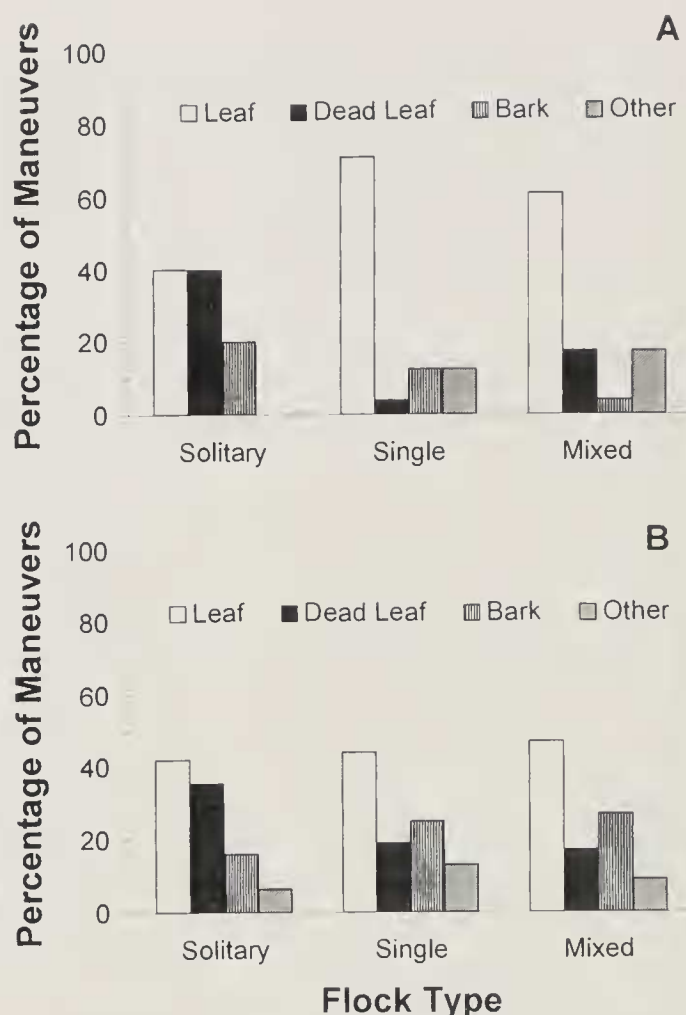 A
Percentage of Maneuvers
100
80
60
40
20
0
Leaf Dead Leaf Bark Other
Solitary Single Mixed
B
Percentage of Maneuvers
100
80
60
40
20
0
Leaf Dead Leaf Bark Other
Solitary Single Mixed
Flock Type